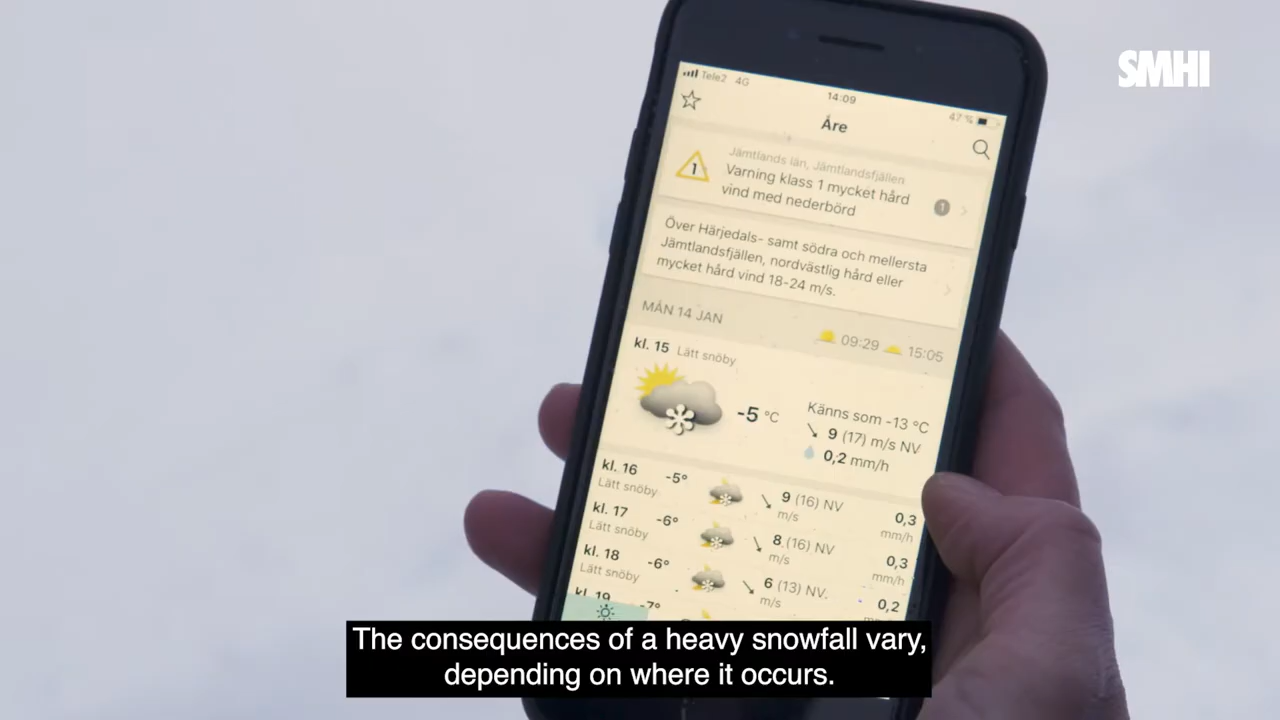 SMHI
Tele2 4G
14:09
47 %
Åre
Jämtlands län, Jämtlandsfjällen
1
Varning klass 1 mycket hård
vind med nederbörd
1
Över Härjedals- samt södra och mellersta
Jämtlandsfjällen, nordvästlig hård eller
mycket hård vind 18-24 m/s.
MÅN 14 JAN
09:29
15:05
kl. 15 Lätt snöby
-5 °C
Känns som -13 °C
9 (17) m/s NV
0,2 mm/h
kl. 16 -5° 9 (16) NV 0,3
Lätt snöby m/s mm/h
kl. 17 -6° 8 (16) NV 0,3
Lätt snöby m/s mm/h
kl. 18 -6° 6 (13) NV. 0,2
Lätt snöby m/s
kl. 19 -7°
The consequences of a heavy snowfall vary,
depending on where it occurs.